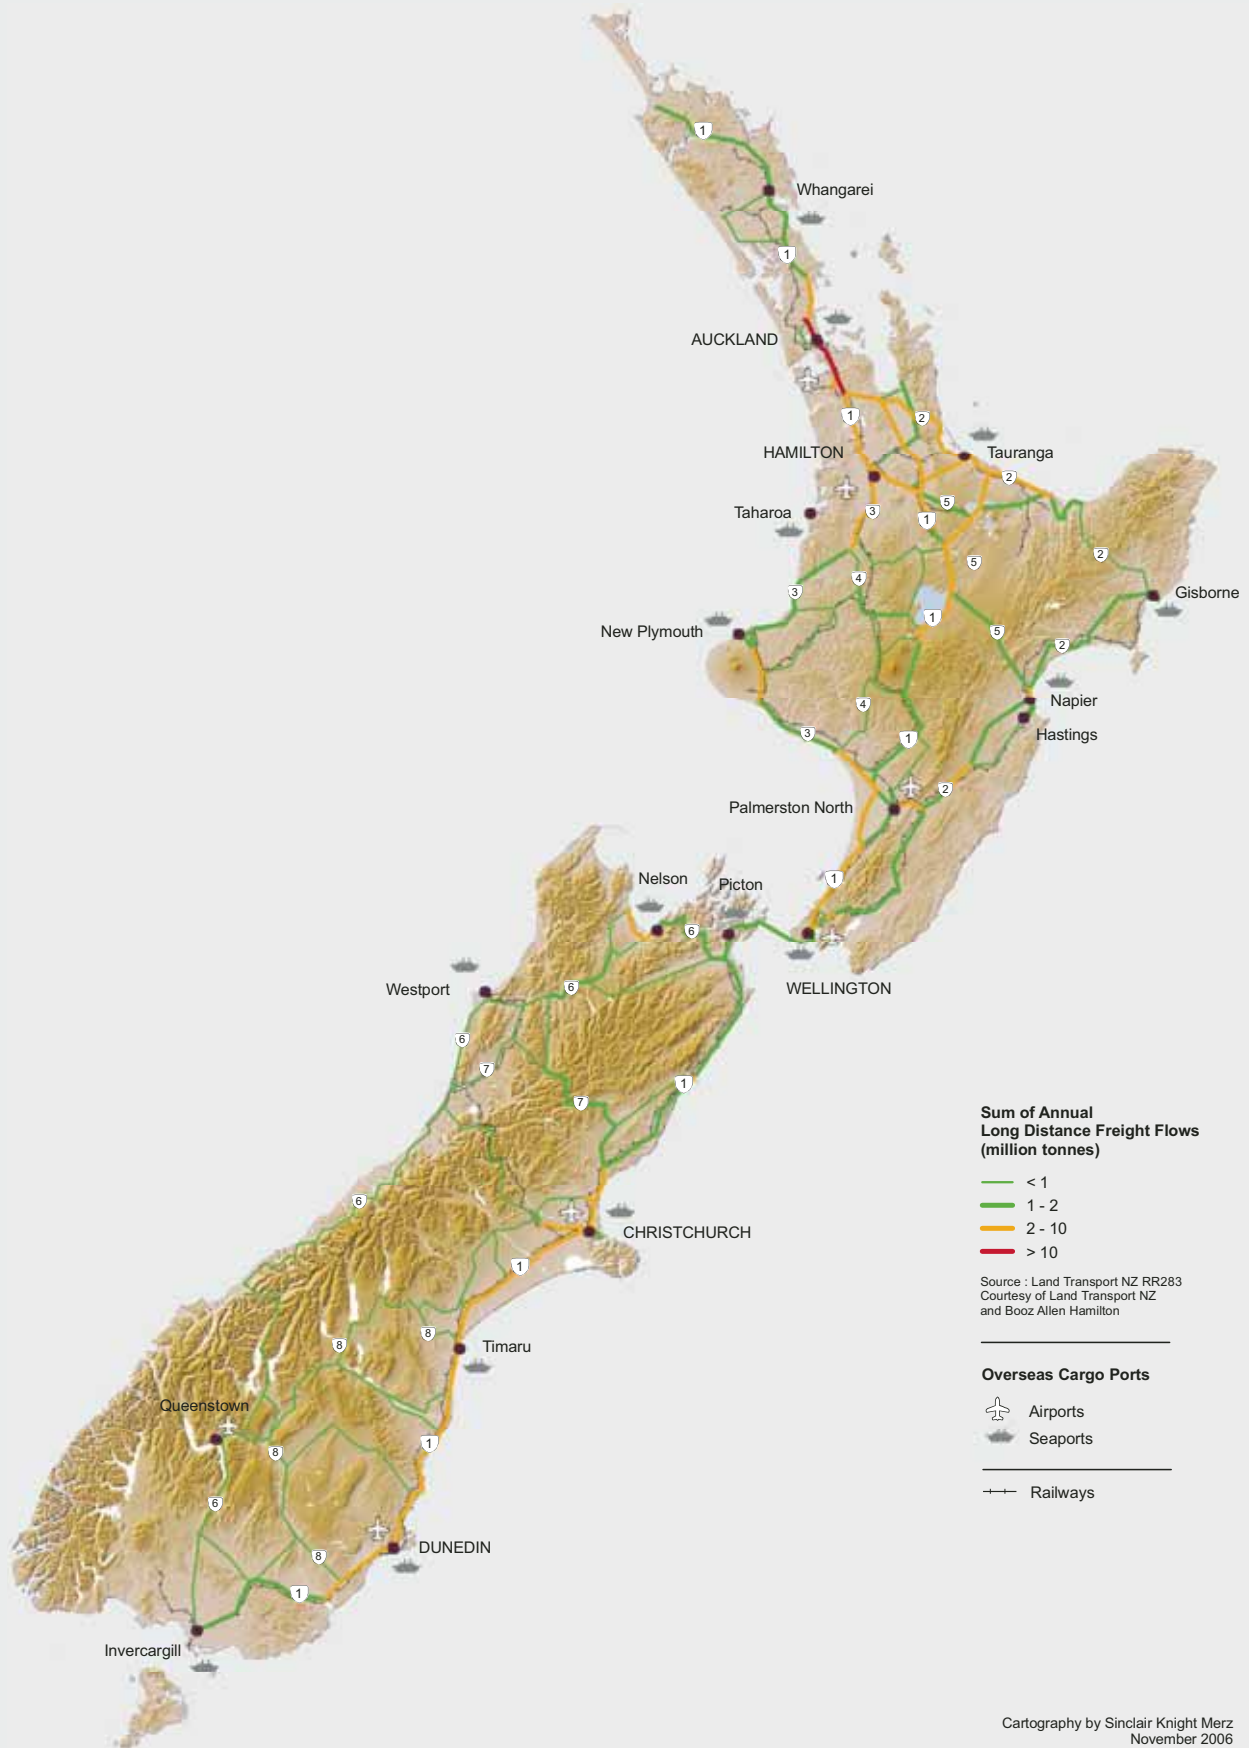 1
Whangarei
1
AUCKLAND
1
2
HAMILTON
Tauranga
2
5
3
Taharoa
1
2
5
4
3
Gisborne
1
New Plymouth
5
2
Napier
4
3
1
Hastings
2
Palmerston North
1
Nelson
Picton
6
6
WELLINGTON
Westport
6
7
1
7
Sum of Annual
Long Distance Freight Flows
(million tonnes)
< 1
1 - 2
2 - 10
> 10
Source : Land Transport NZ RR283
Courtesy of Land Transport NZ
and Booz Allen Hamilton
6
CHRISTCHURCH
1
8
8
Timaru
Overseas Cargo Ports
Airports
Seaports
Railways
Queenstown
1
8
6
DUNEDIN
8
1
Invercargill
Cartography by Sinclair Knight Merz
November 2006